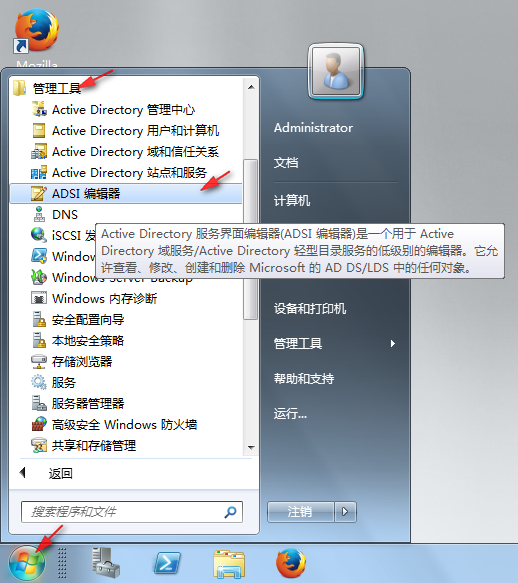 Mozilla
管理工具
Active Directory 管理中心
Active Directory 用户和计算机
Active Directory 域和信任关系
Active Directory 站点和服务
ADSI 编辑器
DNS
iSCSI 发
Window
Windows Server Backup
Windows 内存诊断
安全配置向导
本地安全策略
存储浏览器
服务
服务器管理器
高级安全 Windows 防火墙
共享和存储管理
返回
搜索程序和文件
Administrator
文档
计算机
Active Directory 服务界面编辑器(ADSI 编辑器)是一个用于 Active
Directory 域服务/Active Directory 轻型目录服务的低级别的编辑器。它允
许查看、修改、创建和删除 Microsoft 的 AD DS/LDS 中的任何对象。
设备和打印机
管理工具
帮助和支持
运行...
注销